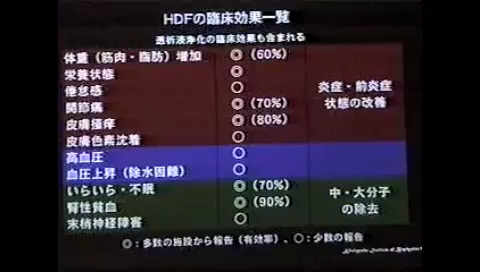 HDFの臨床効果一覧
透析液浄化の臨床効果も含まれる
体重（筋肉・脂肪）増加 ◎ (60%)
栄養状態 ◎
倦怠感 ○
関節痛 ◎ (70%)
皮膚掻痒 ◎ (80%)
皮膚色素沈着 ○
炎症・前炎症
状態の改善
高血圧 ○
血圧上昇（除水困難） ○
いらいら・不眠 ◎ (70%)
腎性貧血 ◎ (90%)
末梢神経障害 ○
中・大分子
の除去
◎：多数の施設から報告（有効率）、○：少数の報告